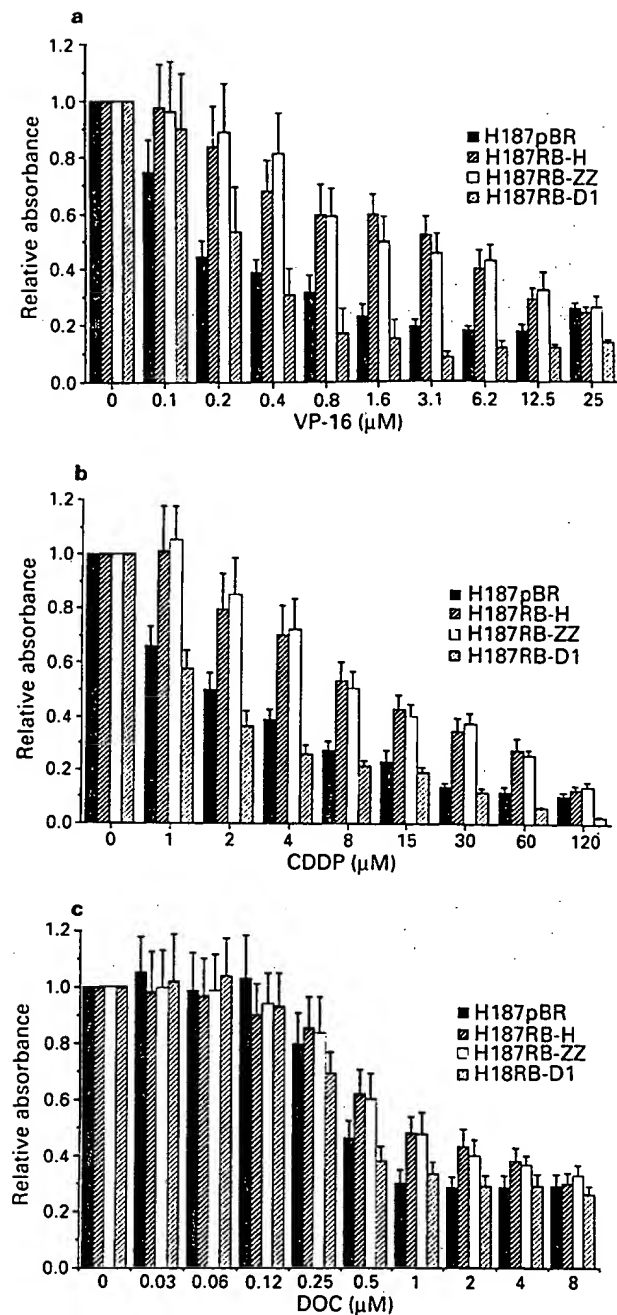 a
1.2
1.0
0.8
0.6
0.4
0.2
0.0
Relative absorbance
H187pBR
H187RB-H
H187RB-ZZ
H187RB-D1
0 0.1 0.2 0.4 0.8 1.6 3.1 6.2 12.5 25
VP-16 (µM)
b
1.2
1.0
0.8
0.6
0.4
0.2
0.0
Relative absorbance
H187pBR
H187RB-H
H187RB-ZZ
H187RB-D1
0 1 2 4 8 15 30 60 120
CDDP (µM)
c
1.2
1.0
0.8
0.6
0.4
0.2
0.0
Relative absorbance
H187pBR
H187RB-H
H187RB-ZZ
H18RB-D1
0 0.03 0.06 0.12 0.25 0.5 1 2 4 8
DOC (µM)